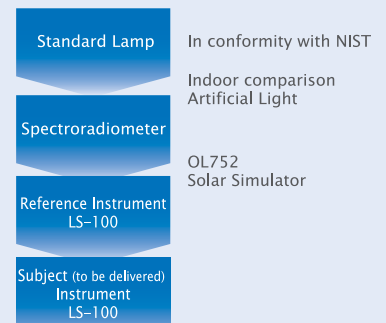 Standard Lamp
In conformity with NIST
Indoor comparison
Artificial Light
Spectroradiometer
OL752
Solar Simulator
Reference Instrument
LS-100
Subject (to be delivered)
Instrument
LS-100